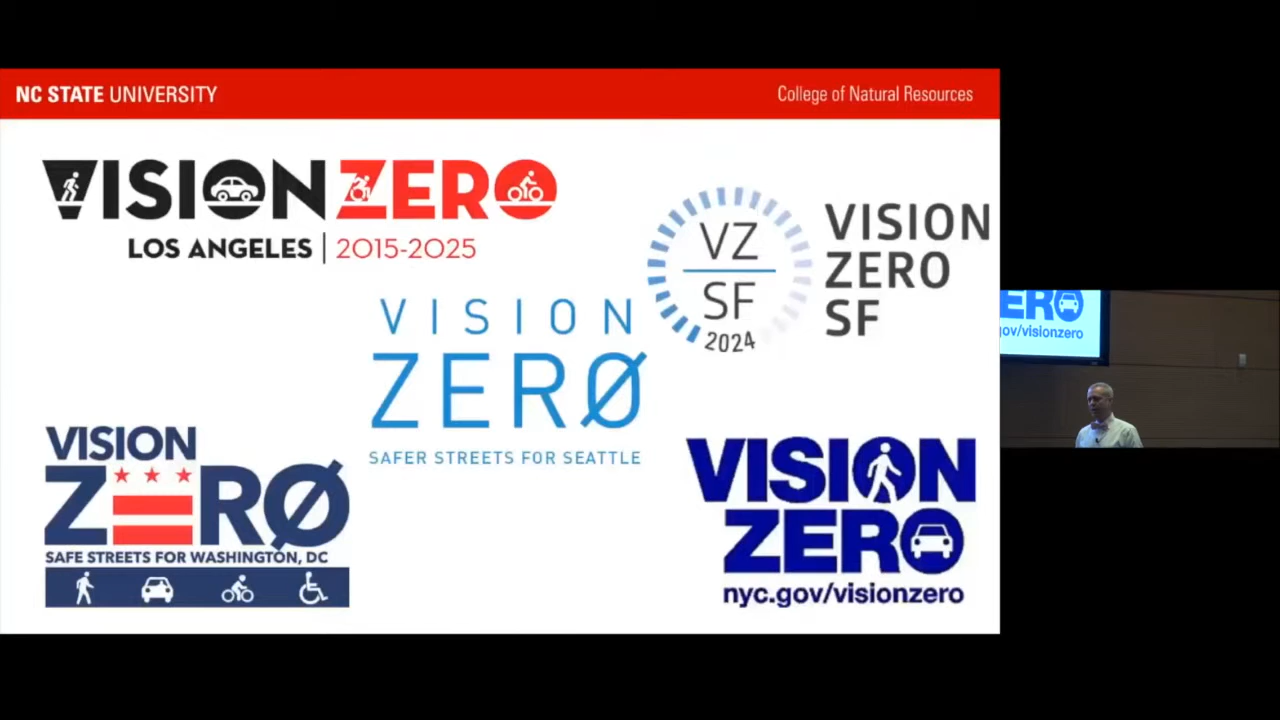 NC STATE UNIVERSITY
College of Natural Resources
VISION ZERO
LOS ANGELES | 2015-2025
VZ
SF
2024
VISION
ZERO
SF
VISION
ZERØ
SAFER STREETS FOR SEATTLE
VISION
ZERØ
SAFE STREETS FOR WASHINGTON, DC
VISION
ZERO
nyc.gov/visionzero
ERO
gov/visionzero